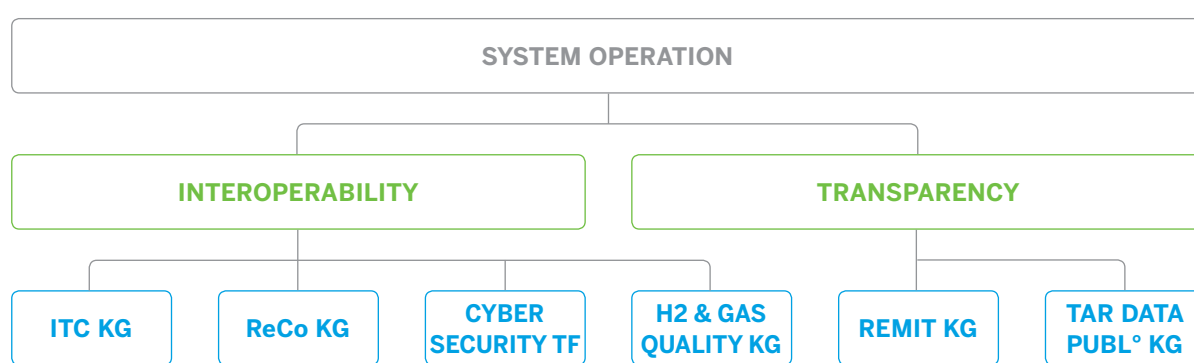 SYSTEM OPERATION
INTEROPERABILITY
TRANSPARENCY
ITC KG
ReCo KG
CYBER
SECURITY TF
H2 & GAS
QUALITY KG
REMIT KG
TAR DATA
PUBL° KG